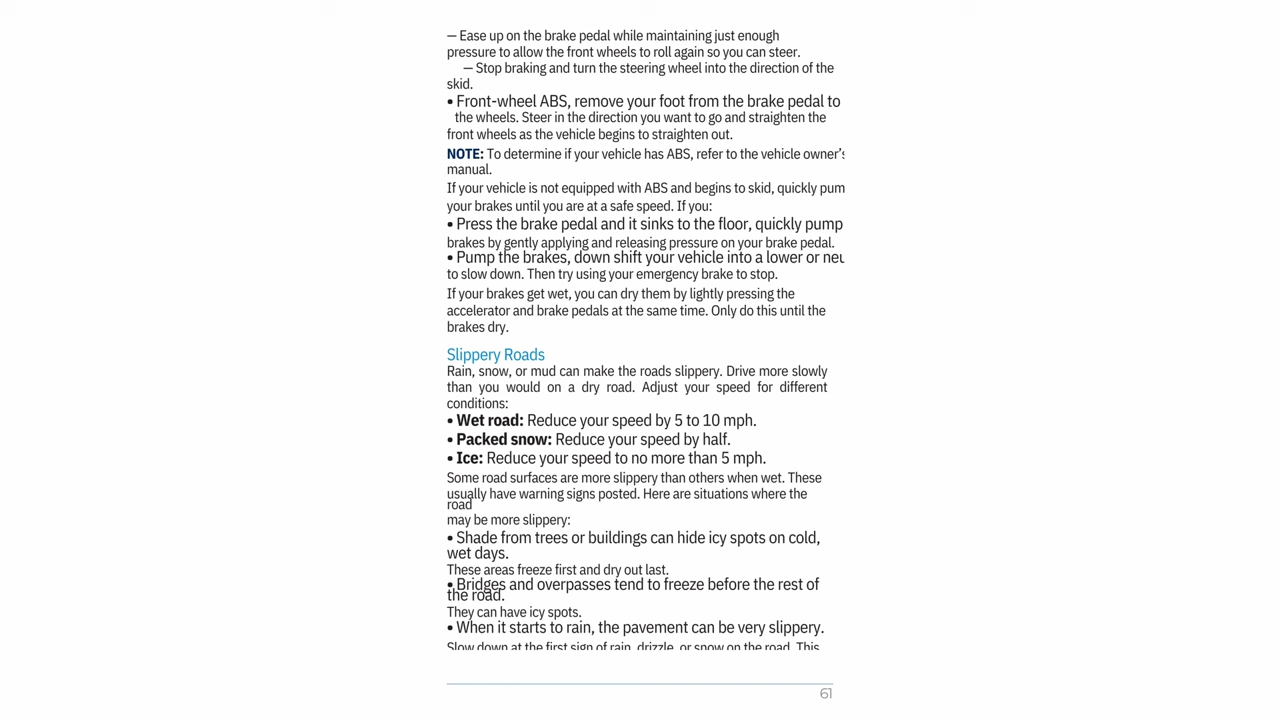 — Ease up on the brake pedal while maintaining just enough
pressure to allow the front wheels to roll again so you can steer.
— Stop braking and turn the steering wheel into the direction of the
skid.
• Front-wheel ABS, remove your foot from the brake pedal to
the wheels. Steer in the direction you want to go and straighten the
front wheels as the vehicle begins to straighten out.
NOTE: To determine if your vehicle has ABS, refer to the vehicle owner's
manual.
If your vehicle is not equipped with ABS and begins to skid, quickly pum
your brakes until you are at a safe speed. If you:
• Press the brake pedal and it sinks to the floor, quickly pump
brakes by gently applying and releasing pressure on your brake pedal.
• Pump the brakes, down shift your vehicle into a lower or
to slow down. Then try using your emergency brake to stop.
If your brakes get wet, you can dry them by lightly pressing the
accelerator and brake pedals at the same time. Only do this until the
brakes dry.
Slippery Roads
Rain, snow, or mud can make the roads slippery. Drive more slowly
than you would on a dry road. Adjust your speed for different
conditions:
• Wet road: Reduce your speed by 5 to 10 mph.
• Packed snow: Reduce your speed by half.
• Ice: Reduce your speed to no more than 5 mph.
Some road surfaces are more slippery than others when wet. These
usually have warning signs posted. Here are situations where the
road
may be more slippery:
• Shade from trees or buildings can hide icy spots on cold,
wet days.
These areas freeze first and dry out last.
• Bridges and overpasses tend to freeze before the rest of
the road.
They can have icy spots.
• When it starts to rain, the pavement can be very slippery.
Slow down at the first sign of rain, drizzle, or snow on the road. This
61